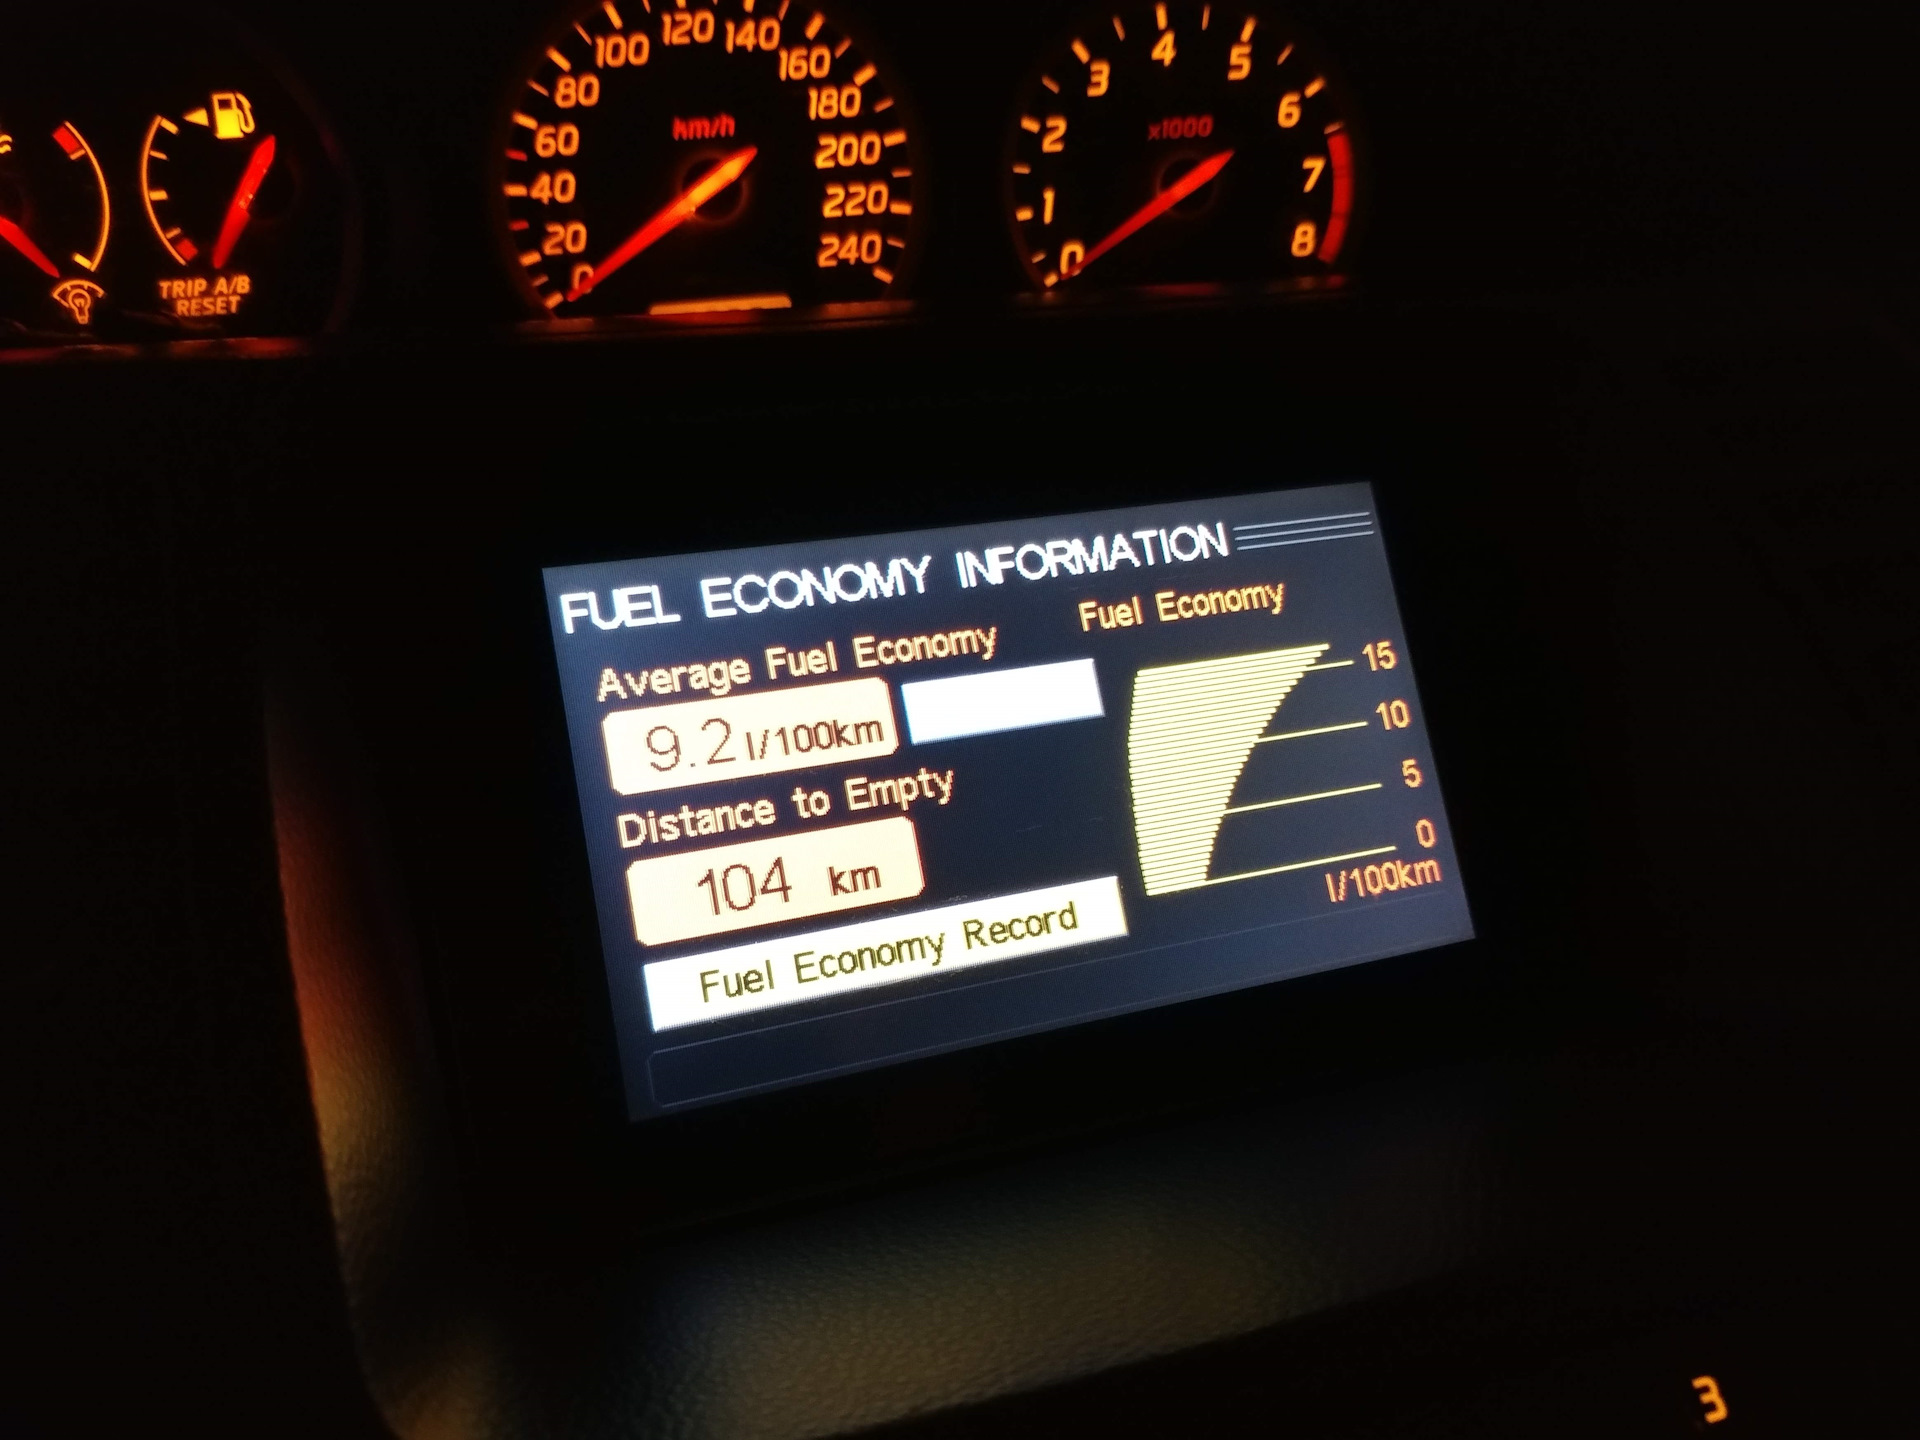 TRIP A/B
RESET
0
20
40
60
80
100
120
140
160
180
200
220
240
km/h
0
1
2
3
4
5
6
7
8
x1000
FUEL ECONOMY INFORMATION
Average Fuel Economy
9.2 l/100km
Distance to Empty
104 km
Fuel Economy Record
Fuel Economy
15
10
5
0
l/100km
3